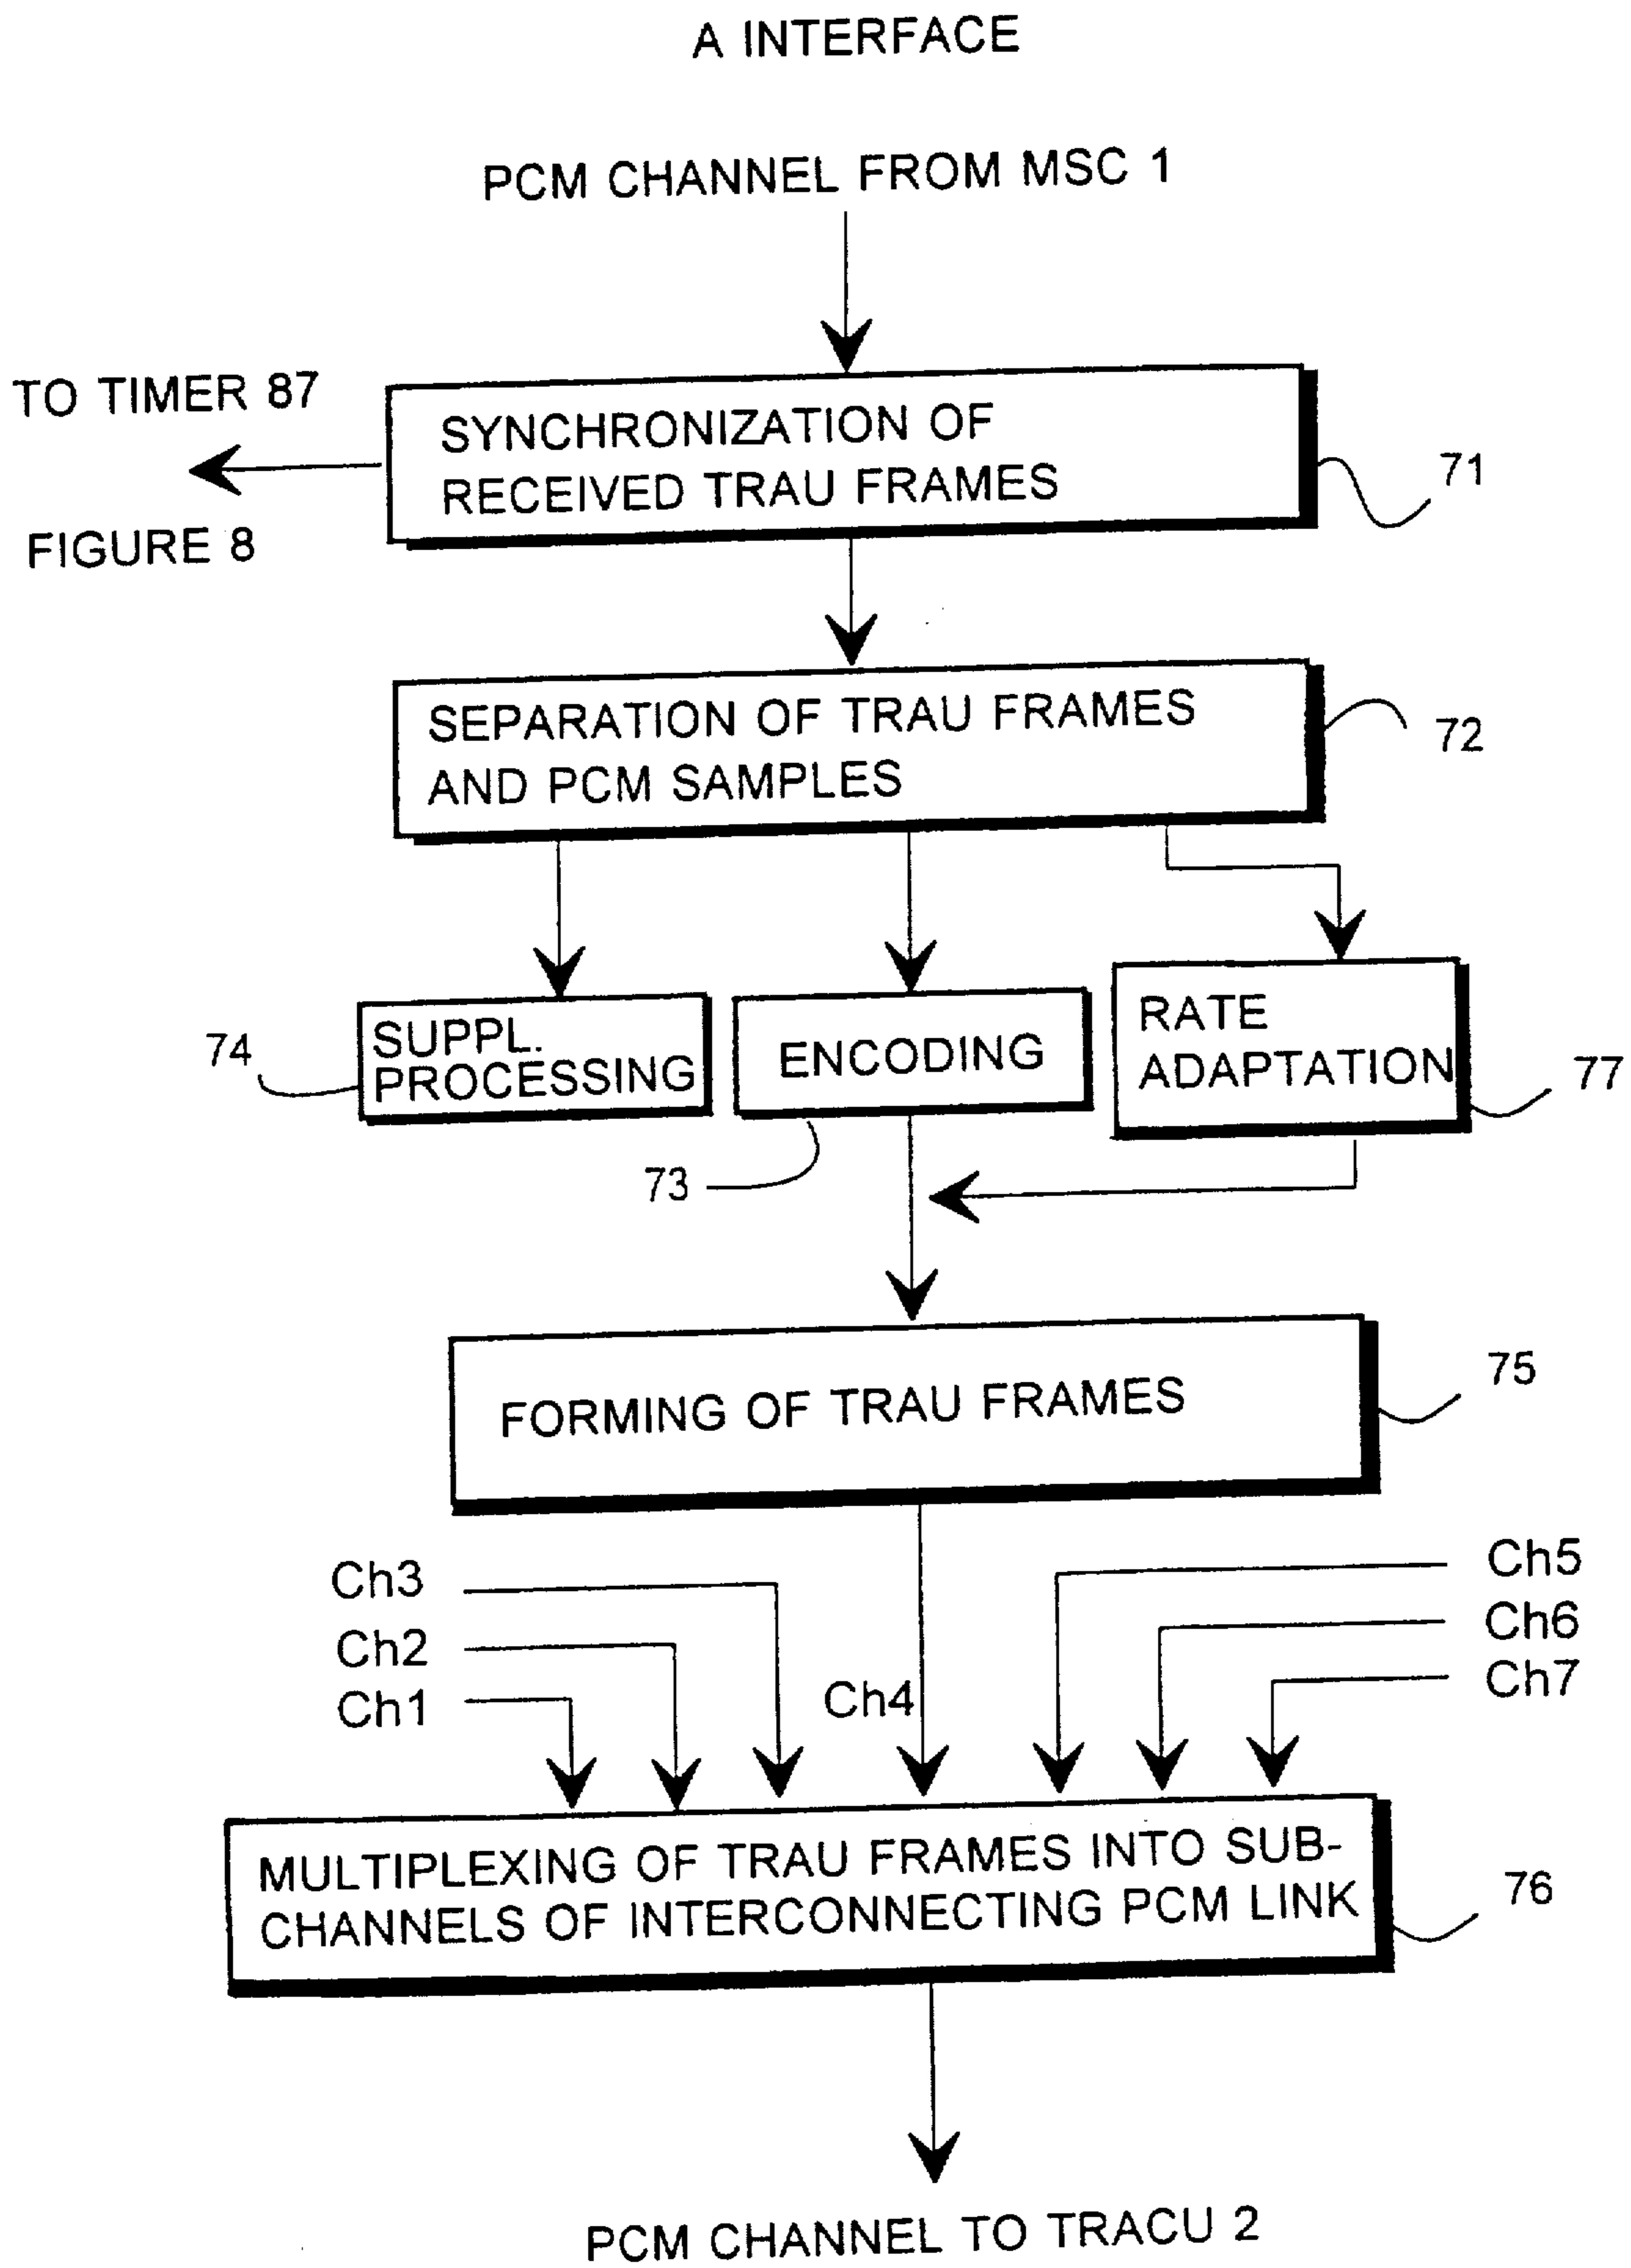 A INTERFACE
PCM CHANNEL FROM MSC 1
TO TIMER 87
FIGURE 8
SYNCHRONIZATION OF
RECEIVED TRAU FRAMES
71
SEPARATION OF TRAU FRAMES
AND PCM SAMPLES
72
74
SUPPL.
PROCESSING
ENCODING
73
RATE
ADAPTATION
77
FORMING OF TRAU FRAMES
75
Ch3
Ch2
Ch1
Ch4
Ch5
Ch6
Ch7
MULTIPLEXING OF TRAU FRAMES INTO SUB-
CHANNELS OF INTERCONNECTING PCM LINK
76
PCM CHANNEL TO TRACU 2